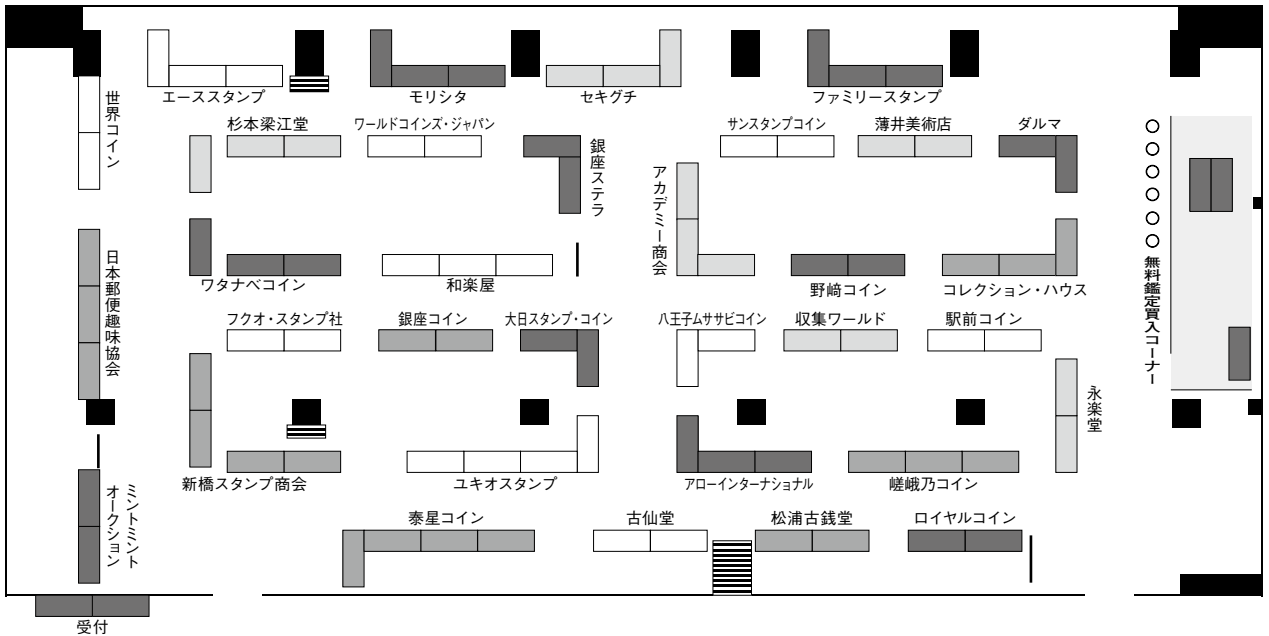 エーススタンプ
モリシタ
セキグチ
ファミリースタンプ
世界コイン
杉本梁江堂
ワールドコインズ・ジャパン
銀座ステラ
サンスタンプコイン
薄井美術店
ダルマ
アカデミー商会
日本郵便趣味協会
ワタナベコイン
和楽屋
野﨑コイン
コレクション・ハウス
無料鑑定買入コーナー
フクオ・スタンプ社
銀座コイン
大日スタンプ・コイン
八王子ムササビコイン
収集ワールド
駅前コイン
永楽堂
新橋スタンプ商会
ユキオスタンプ
アローインターナショナル
嵯峨乃コイン
ミントミント
オークション
泰星コイン
古仙堂
松浦古銭堂
ロイヤルコイン
受付